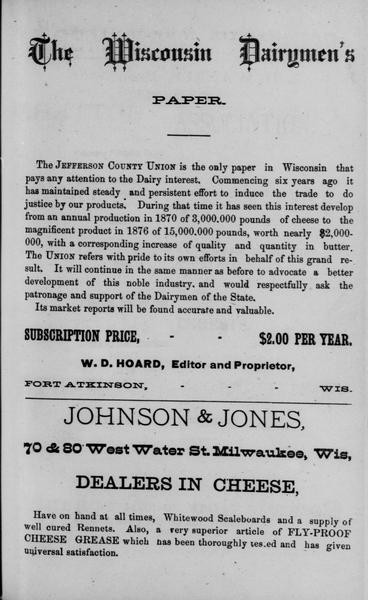 The Wisconsin Dairymen's
PAPER.
The JEFFERSON COUNTY UNION is the only paper in Wisconsin that
pays any attention to the Dairy interest. Commencing six years ago it
has maintained steady and persistent effort to induce the trade to do
justice by our products. During that time it has seen this interest develop
from an annual production in 1870 of 3,000,000 pounds of cheese to the
magnificent product in 1876 of 15,000,000 pounds, worth nearly $2,000-
000, with a corresponding increase of quality and quantity in butter.
The UNION refers with pride to its own efforts in behalf of this grand re-
sult. It will continue in the same manner as before to advocate a better
development of this noble industry, and would respectfully ask the
patronage and support of the Dairymen of the State.
Its market reports will be found accurate and valuable.
SUBSCRIPTION PRICE, - - $2.00 PER YEAR.
W. D. HOARD, Editor and Proprietor,
FORT ATKINSON, - - - WIS.
JOHNSON & JONES,
70 & 80 West Water St. Milwaukee, Wis,
DEALERS IN CHEESE,
Have on hand at all times, Whitewood Scaleboards and a supply of
well cured Rennets. Also, a very superior article of FLY-PROOF
CHEESE GREASE which has been thoroughly tested and has given
universal satisfaction.